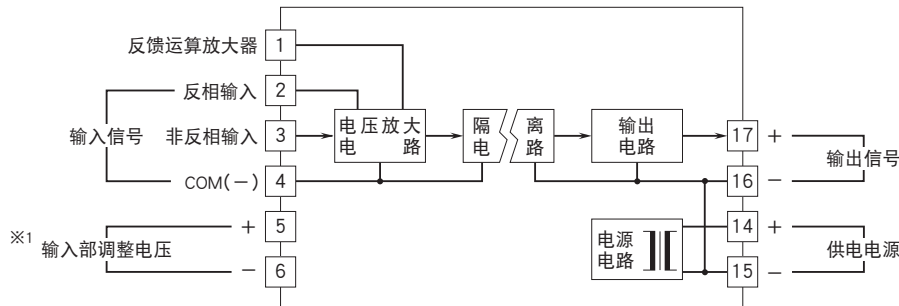 反馈运算放大器 1
反相输入 2
输入信号
非反相输入 3
COM(−) 4
※1 输入部调整电压
+ 5
− 6
电压放大
电路
隔离
电路
输出
电路
17 +
输出信号
16 −
电源
电路
14 +
供电电源
15 −